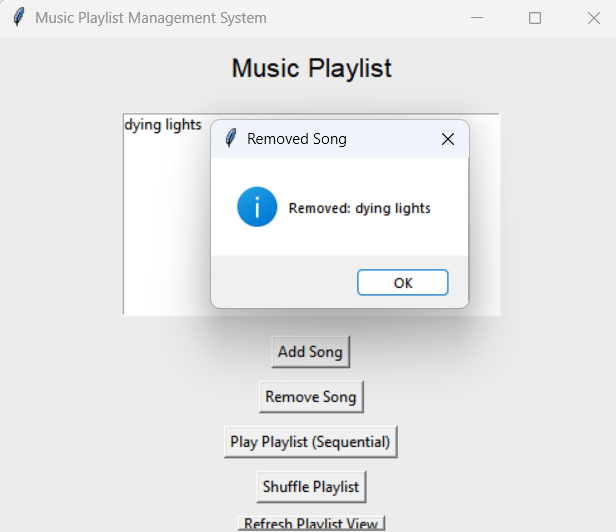 Music Playlist Management System
Music Playlist
dying lights
Removed Song
Removed: dying lights
OK
Add Song
Remove Song
Play Playlist (Sequential)
Shuffle Playlist
Refresh Playlist View